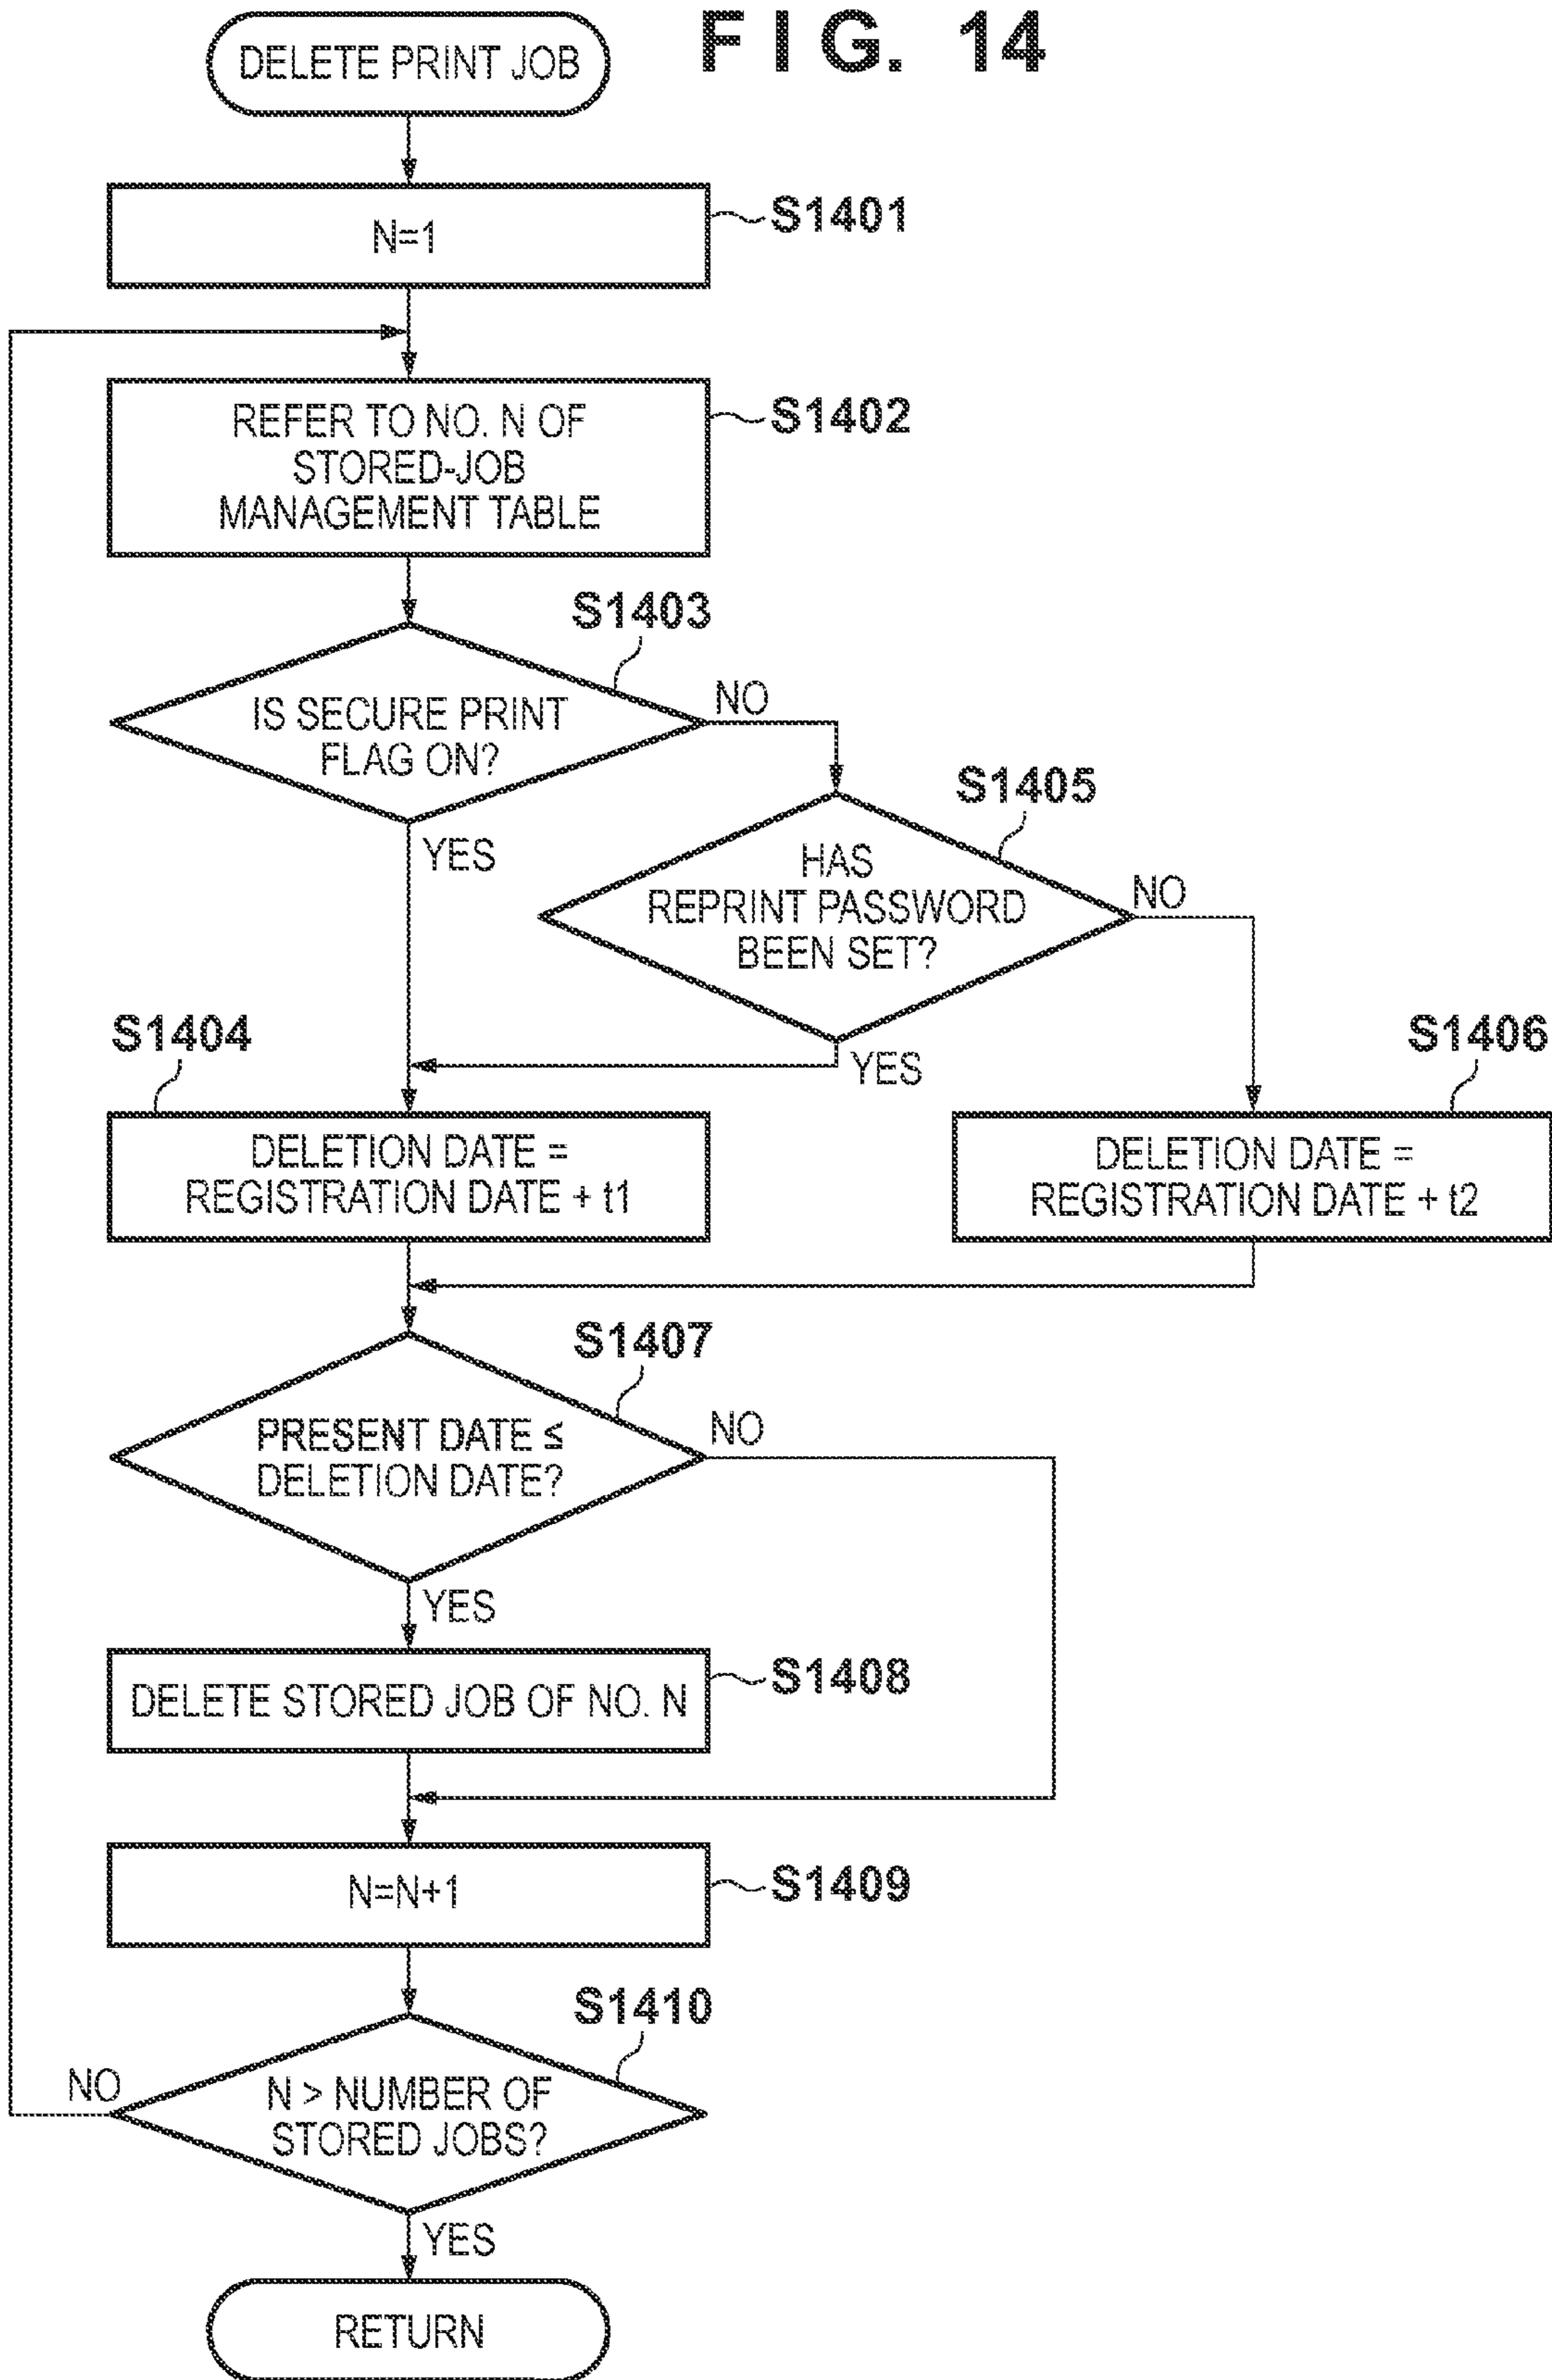 FIG. 14
DELETE PRINT JOB
N=1
S1401
REFER TO NO. N OF
STORED-JOB
MANAGEMENT TABLE
S1402
S1403
IS SECURE PRINT
FLAG ON?
NO
YES
S1405
HAS
REPRINT PASSWORD
BEEN SET?
NO
YES
S1404
DELETION DATE =
REGISTRATION DATE + t1
S1406
DELETION DATE =
REGISTRATION DATE + t2
S1407
PRESENT DATE ≤
DELETION DATE?
NO
YES
DELETE STORED JOB OF NO. N
S1408
N=N+1
S1409
S1410
N > NUMBER OF
STORED JOBS?
NO
YES
RETURN